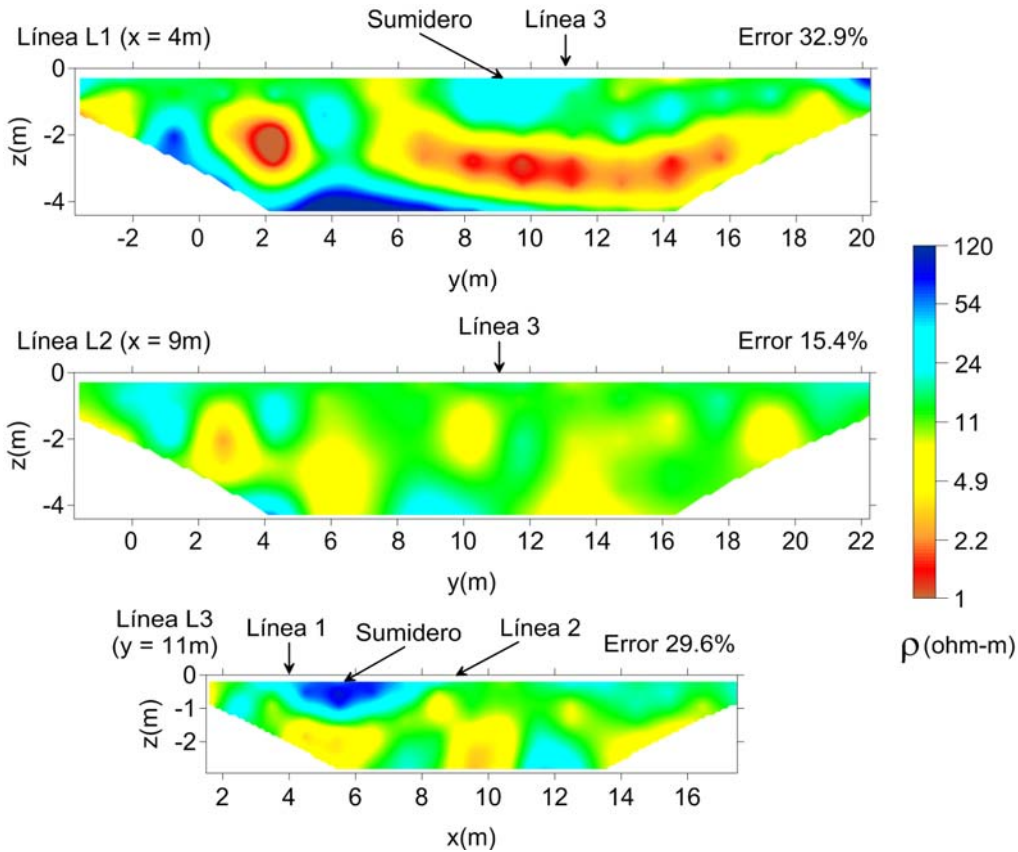 Sumidero Línea 3
Línea L1 (x = 4m) Error 32.9%
0
-2
-4
z(m)
-2 0 2 4 6 8 10 12 14 16 18 20
y(m)
Línea 3
Línea L2 (x = 9m) Error 15.4%
0
-2
-4
z(m)
0 2 4 6 8 10 12 14 16 18 20 22
y(m)
Línea L3
(y = 11m)
Línea 1 Sumidero Línea 2 Error 29.6%
0
-1
-2
z(m)
2 4 6 8 10 12 14 16
x(m)
120
54
24
11
4.9
2.2
1
ρ (ohm-m)